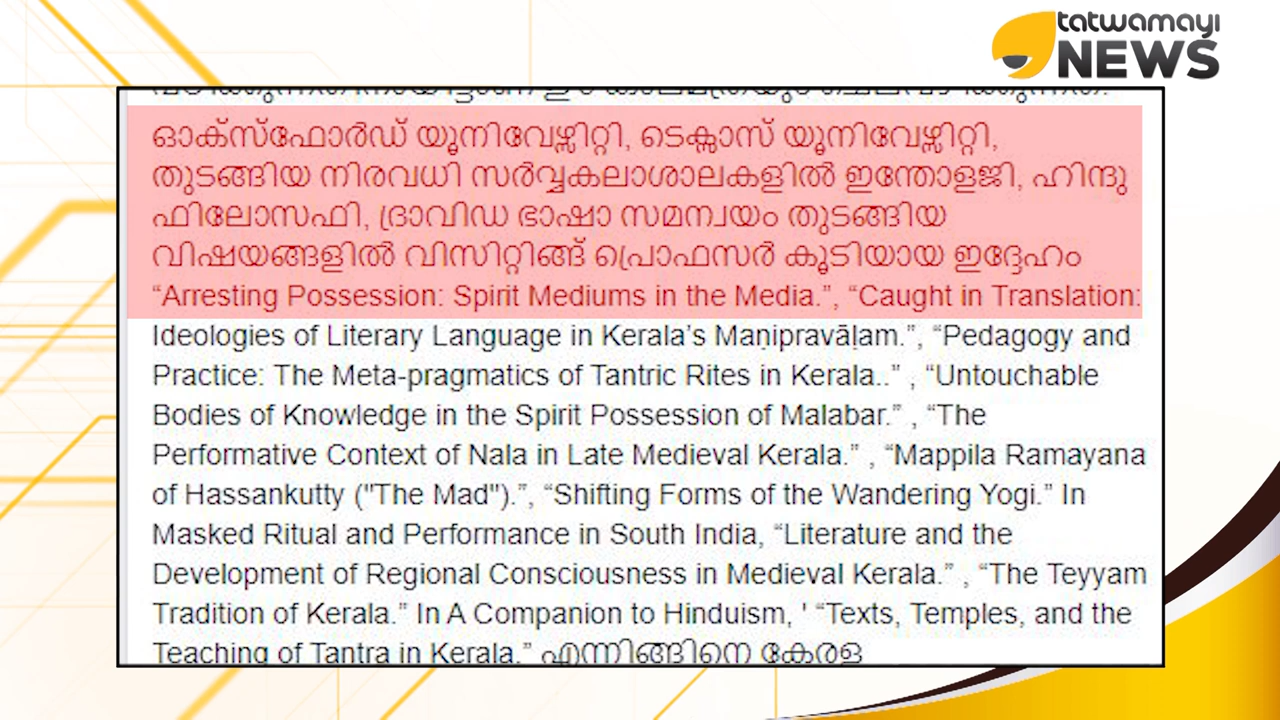 tatwamayi
NEWS
ഓക്സ്ഫോർഡ് യൂനിവേഴ്സിറ്റി, ടെക്സാസ് യൂനിവേഴ്സിറ്റി,
തുടങ്ങിയ നിരവധി സർവ്വകലാശാലകളിൽ ഇന്തോളജി, ഹിന്ദു
ഫിലോസഫി, ദ്രാവിഡ ഭാഷാ സമന്വയം തുടങ്ങിയ
വിഷയങ്ങളിൽ വിസിറ്റിങ്ങ് പ്രൊഫസർ കൂടിയായ ഇദ്ദേഹം
“Arresting Possession: Spirit Mediums in the Media.”, “Caught in Translation:
Ideologies of Literary Language in Kerala’s Maṇipravāḷam.”, “Pedagogy and
Practice: The Meta-pragmatics of Tantric Rites in Kerala..” , “Untouchable
Bodies of Knowledge in the Spirit Possession of Malabar.” , “The
Performative Context of Nala in Late Medieval Kerala.” , “Mappila Ramayana
of Hassankutty ("The Mad").”, “Shifting Forms of the Wandering Yogi.” In
Masked Ritual and Performance in South India, “Literature and the
Development of Regional Consciousness in Medieval Kerala.” , “The Teyyam
Tradition of Kerala.” In A Companion to Hinduism, ' “Texts, Temples, and the
Teaching of Tantra in Kerala.” എന്നിങ്ങിനെ കേരള